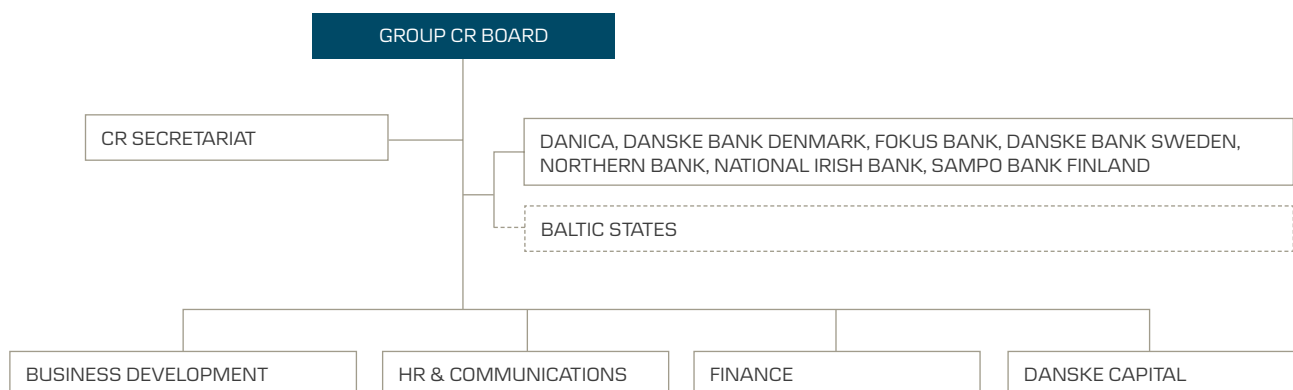 GROUP CR BOARD
CR SECRETARIAT
DANICA, DANSKE BANK DENMARK, FOKUS BANK, DANSKE BANK SWEDEN,
NORTHERN BANK, NATIONAL IRISH BANK, SAMPO BANK FINLAND
BALTIC STATES
BUSINESS DEVELOPMENT
HR & COMMUNICATIONS
FINANCE
DANSKE CAPITAL